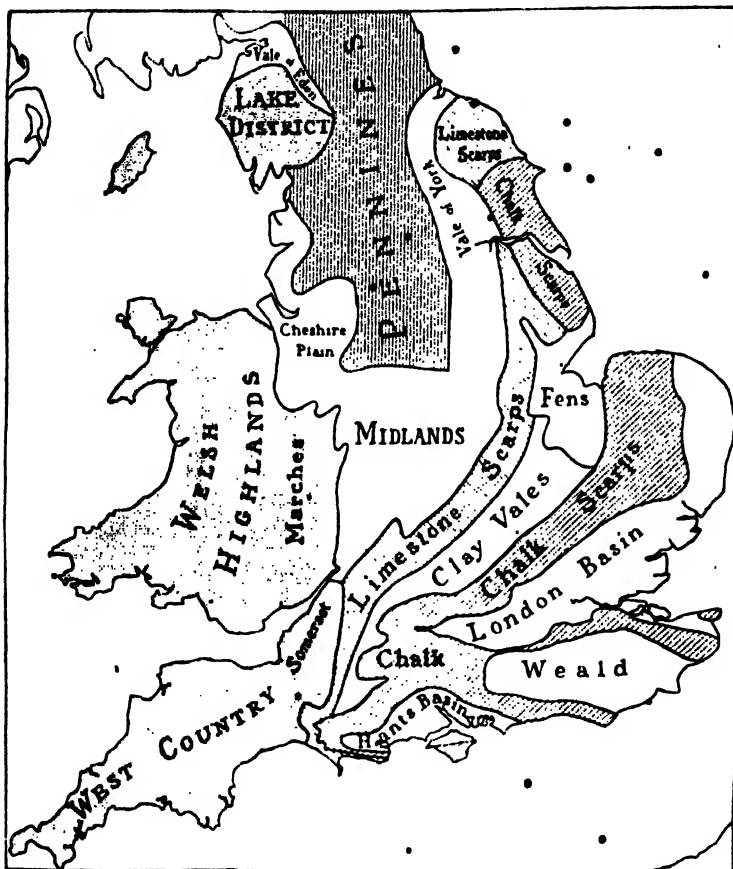 Vale of Eden
LAKE
DISTRICT
PENNINES
Limestone
Scarps
Vale of York
Chalk
Scarps
Cheshire
Plain
MIDLANDS
Fens
WELSH
HIGHLANDS
Marches
Limestone Scarps
Clay Vales
Chalk Scarps
London Basin
Somerset
Chalk
Weald
Hants Basin
WEST COUNTRY